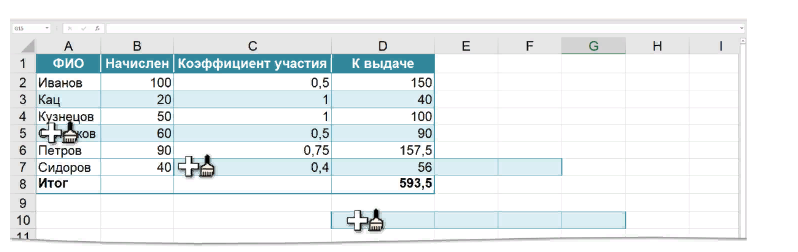 G15
A B C D E F G H I
1 ФИО Начислен Коэффициент участия К выдаче
2 Иванов 100 0,5 150
3 Кац 20 1 40
4 Кузнецов 50 1 100
5 60 0,5 90
6 Петров 90 0,75 157,5
7 Сидоров 40 0,4 56
8 Итог 593,5
9
10
11